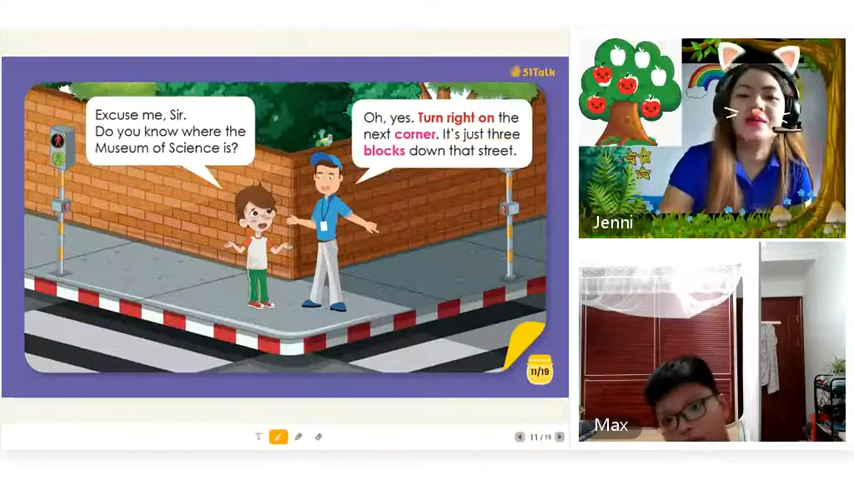 51Talk
Excuse me, Sir.
Do you know where the
Museum of Science is?
Oh, yes. Turn right on the
next corner. It's just three
blocks down that street.
11/19
T
11 / 19
Jenni
Max